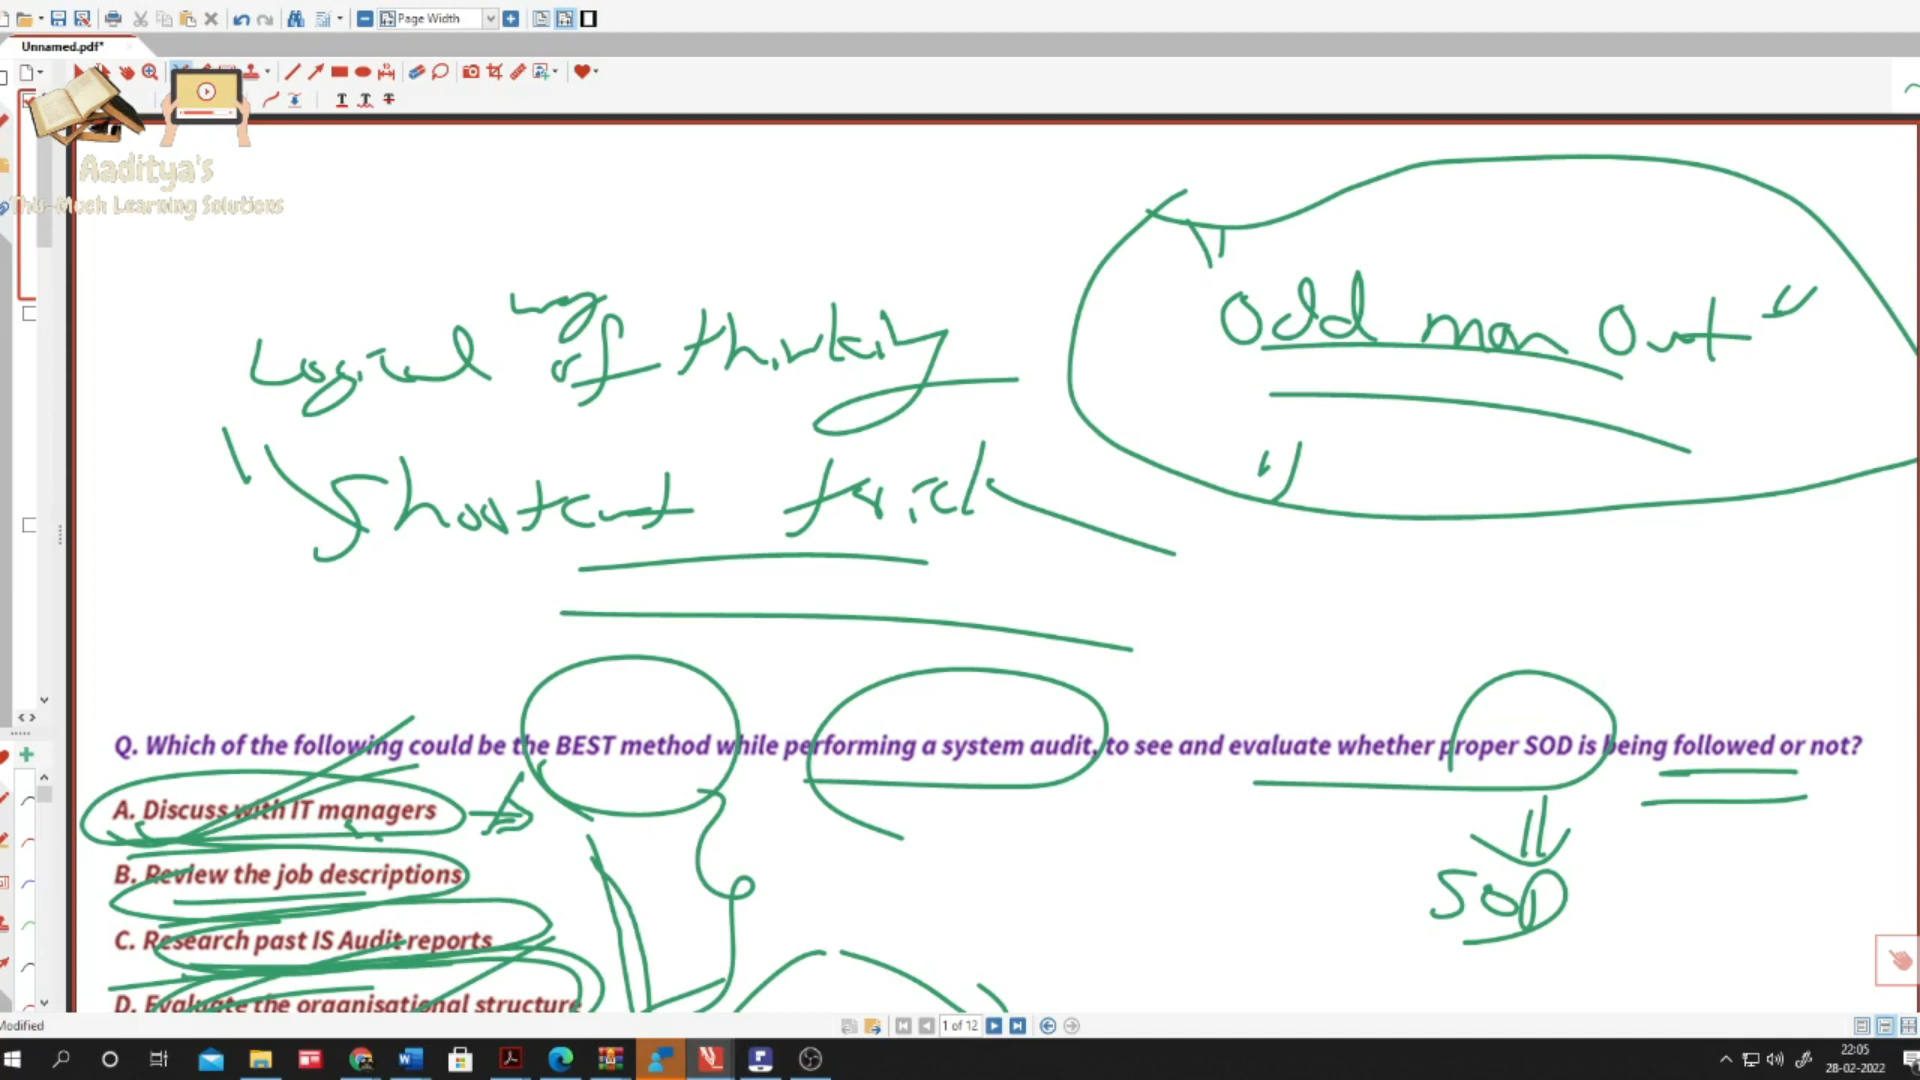 Page Width
Unnamed.pdf*
Aaditya's
This-Much Learning Solutions
"Odd man Out"
Logical way of thinking
"Shortcut trick
Q. Which of the following could be the BEST method while performing a system audit, to see and evaluate whether proper SOD is being followed or not?
A. Discuss with IT managers
B. Review the job descriptions
SOD
C. Research past IS Audit reports
D. Evaluate the organisational structure
Modified
1 of 12
22:05
28-02-2022